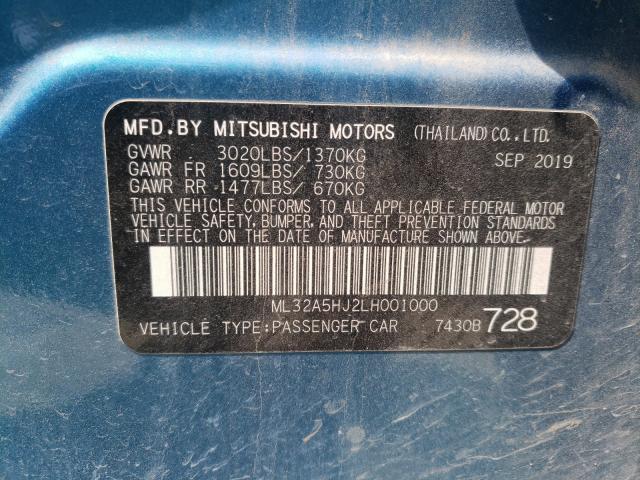 MFD.BY MITSUBISHI MOTORS (THAILAND)CO.,LTD.
GVWR 3020LBS/1370KG SEP 2019
GAWR FR 1609LBS/ 730KG
GAWR RR 1477LBS/ 670KG
THIS VEHICLE CONFORMS TO ALL APPLICABLE FEDERAL MOTOR
VEHICLE SAFETY, BUMPER, AND THEFT PREVENTION STANDARDS
IN EFFECT ON THE DATE OF MANUFACTURE SHOWN ABOVE.
ML32A5HJ2LH001000
VEHICLE TYPE:PASSENGER CAR 7430B 728